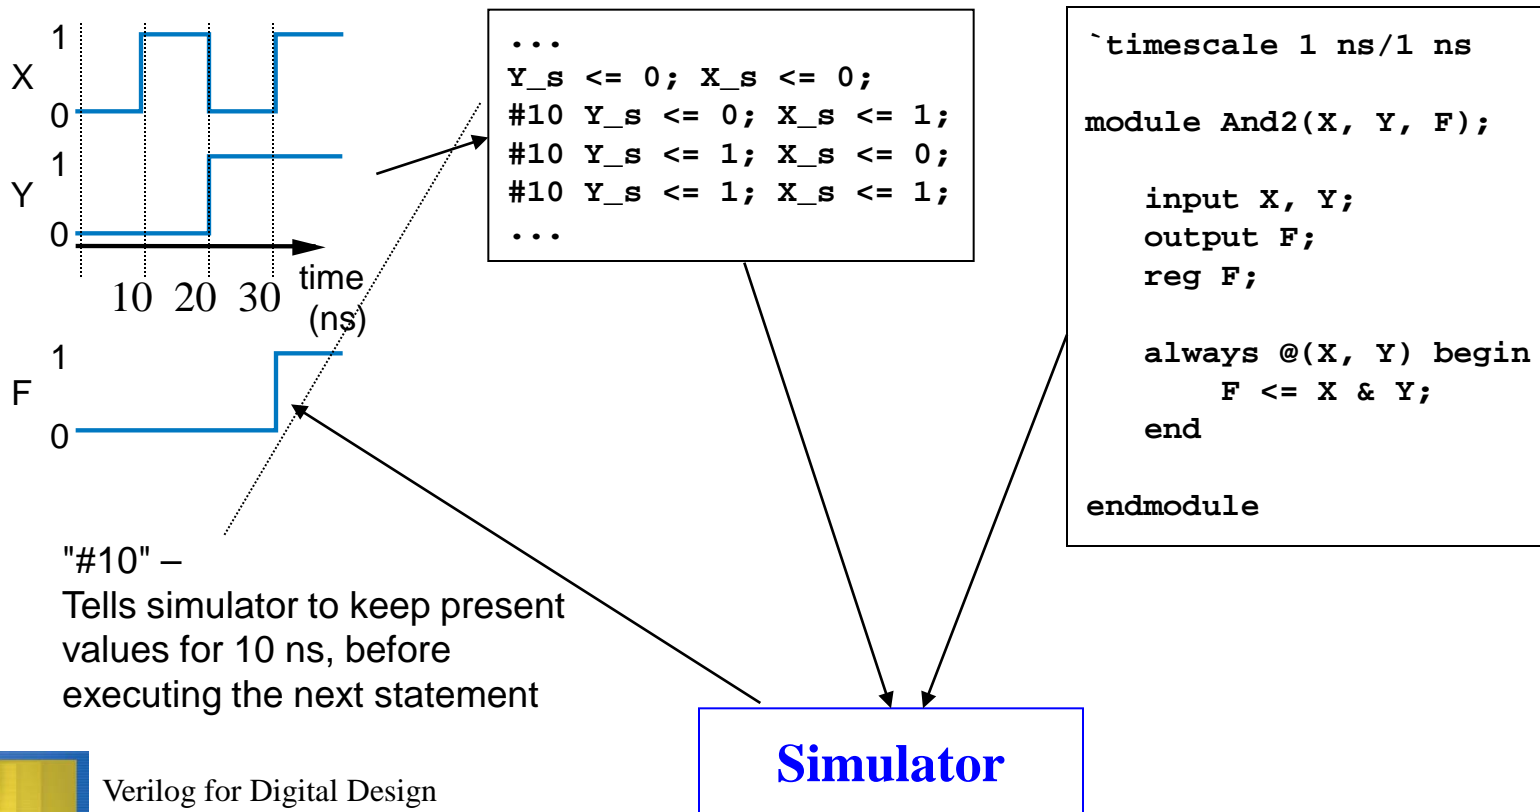 1
X
0
1
Y
0
10 20 30
time
(ns)
1
F
0
...
Y_s <= 0; X_s <= 0;
#10 Y_s <= 0; X_s <= 1;
#10 Y_s <= 1; X_s <= 0;
#10 Y_s <= 1; X_s <= 1;
...
`timescale 1 ns/1 ns
module And2(X, Y, F);
input X, Y;
output F;
reg F;
always @(X, Y) begin
F <= X & Y;
end
endmodule
"#10" –
Tells simulator to keep present
values for 10 ns, before
executing the next statement
Simulator
Verilog for Digital Design